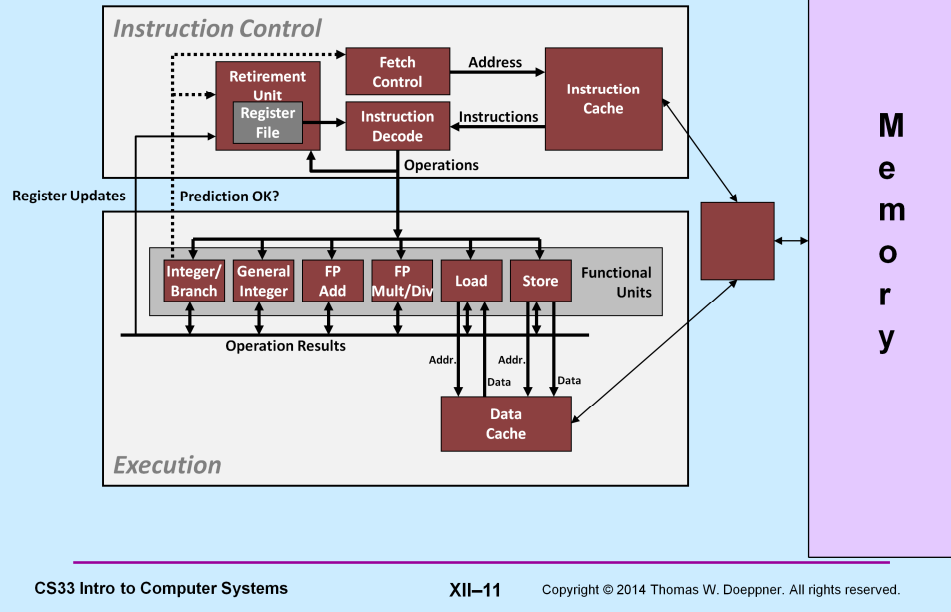 Instruction Control
Fetch
Control
Address
Instruction
Cache
Retirement
Unit
Register
File
Instruction
Decode
Instructions
Operations
Register Updates
Prediction OK?
Integer/
Branch
General
Integer
FP
Add
FP
Mult/Div
Load
Store
Functional
Units
Operation Results
Addr.
Addr.
Data
Data
Data
Cache
Execution
M
e
m
o
r
y
CS33 Intro to Computer Systems
XII–11
Copyright © 2014 Thomas W. Doeppner. All rights reserved.